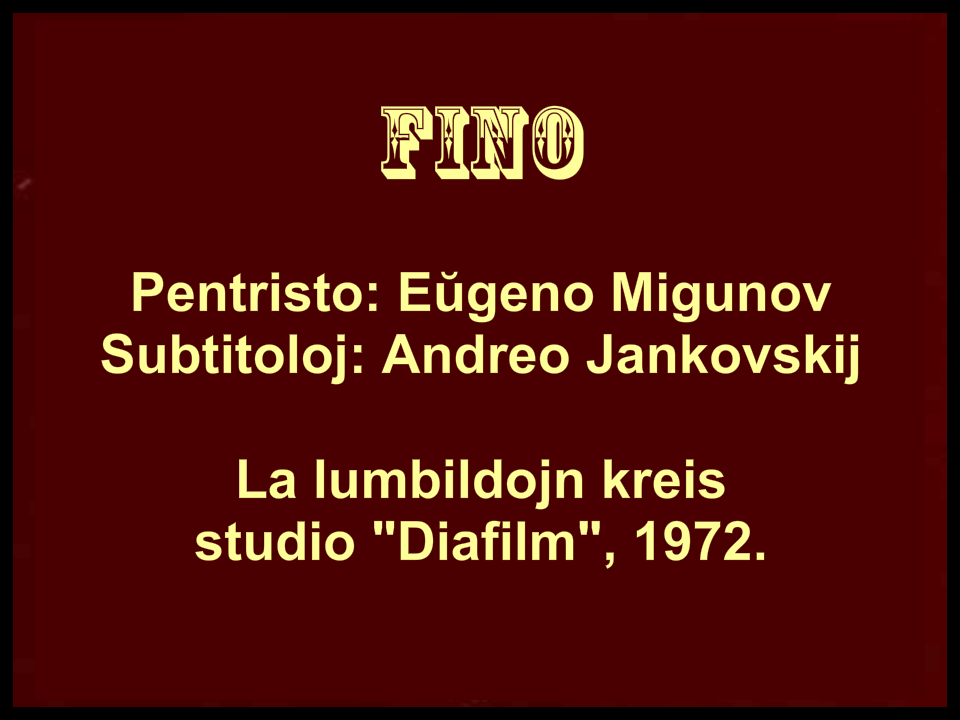 FINO
Pentristo: Eŭgeno Migunov
Subtitoloj: Andreo Jankovskij
La lumbildojn kreis
studio "Diafilm", 1972.